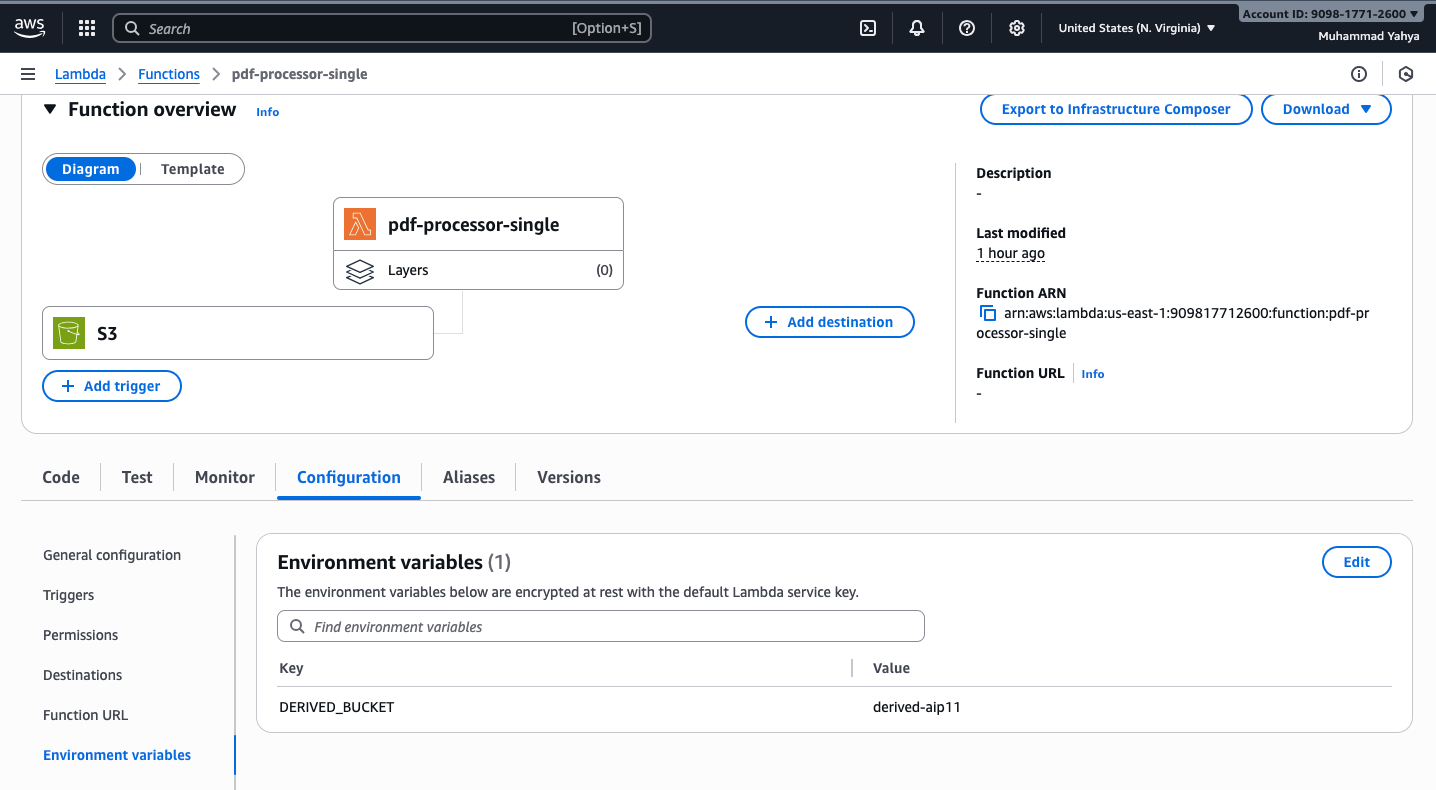 aws
Search
[Option+S]
United States (N. Virginia)
Account ID: 9098-1771-2600
Muhammad Yahya
Lambda
Functions
pdf-processor-single
Function overview
Info
Export to Infrastructure Composer
Download
Diagram
Template
pdf-processor-single
Layers
(0)
S3
Add trigger
Add destination
Description
-
Last modified
1 hour ago
Function ARN
arn:aws:lambda:us-east-1:909817712600:function:pdf-pr
ocessor-single
Function URL
Info
-
Code
Test
Monitor
Configuration
Aliases
Versions
General configuration
Triggers
Permissions
Destinations
Function URL
Environment variables
Environment variables (1)
Edit
The environment variables below are encrypted at rest with the default Lambda service key.
Find environment variables
Key
Value
DERIVED_BUCKET
derived-aip11